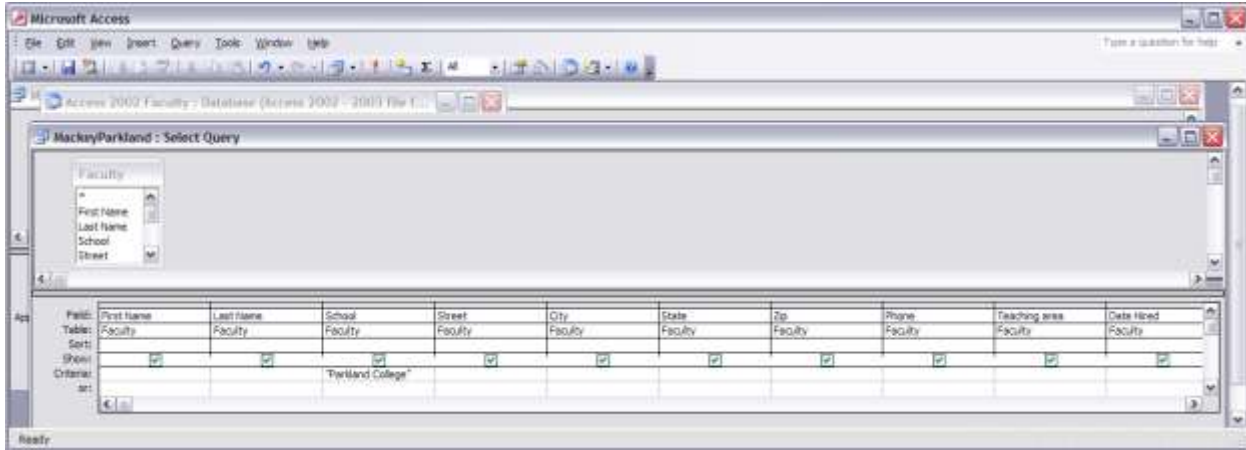 Microsoft Access
File Edit View Insert Query Tools Window Help
Type a question for help
Access 2002 Faculty : Database (Access 2002 - 2003 file f...
MackeyParkland : Select Query
Faculty
*
First Name
Last Name
School
Street
Field: First Name Last Name School Street City State Zip Phone Teaching area Date Hired
Table: Faculty Faculty Faculty Faculty Faculty Faculty Faculty Faculty Faculty Faculty
Sort:
Show:
Criteria: "Parkland College"
or:
Ready